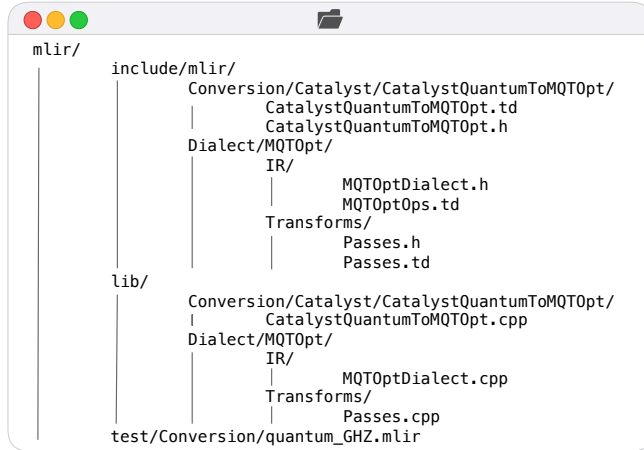 mlir/
include/mlir/
Conversion/Catalyst/CatalystQuantumToMQTOpt/
CatalystQuantumToMQTOpt.td
CatalystQuantumToMQTOpt.h
Dialect/MQTOpt/
IR/
MQTOptDialect.h
MQTOptOps.td
Transforms/
Passes.h
Passes.td
lib/
Conversion/Catalyst/CatalystQuantumToMQTOpt/
CatalystQuantumToMQTOpt.cpp
Dialect/MQTOpt/
IR/
MQTOptDialect.cpp
Transforms/
Passes.cpp
test/Conversion/quantum_GHZ.mlir